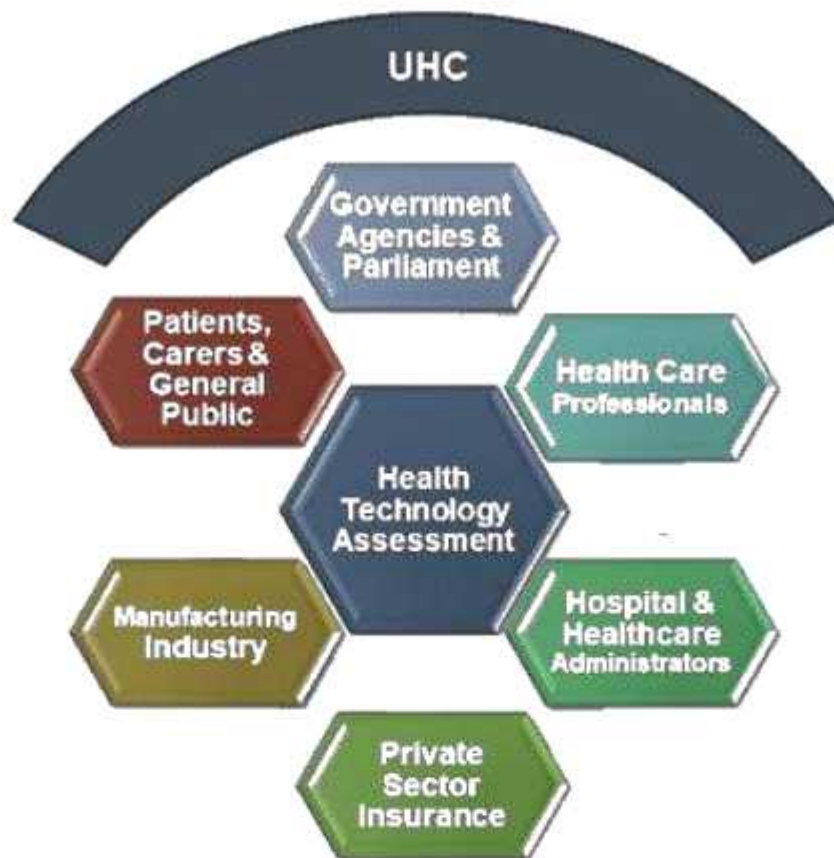 UHC
Government
Agencies &
Parliament
Patients,
Carers &
General
Public
Health Care
Professionals
Health
Technology
Assessment
Manufacturing
Industry
Hospital &
Healthcare
Administrators
Private
Sector
Insurance